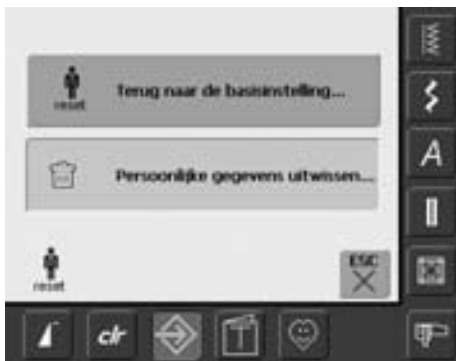 reset
Terug naar de basisinstelling...
Persoonlijke gegevens uitwissen...
reset
ESC
A
clr